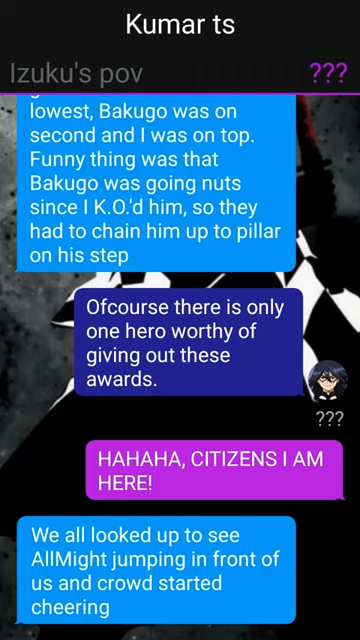 Kumar ts
Izuku's pov
???
lowest, Bakugo was on
second and I was on top.
Funny thing was that
Bakugo was going nuts
since I K.O.'d him, so they
had to chain him up to pillar
on his step
Ofcourse there is only
one hero worthy of
giving out these
awards.
???
HAHAHA, CITIZENS I AM
HERE!
We all looked up to see
AllMight jumping in front of
us and crowd started
cheering